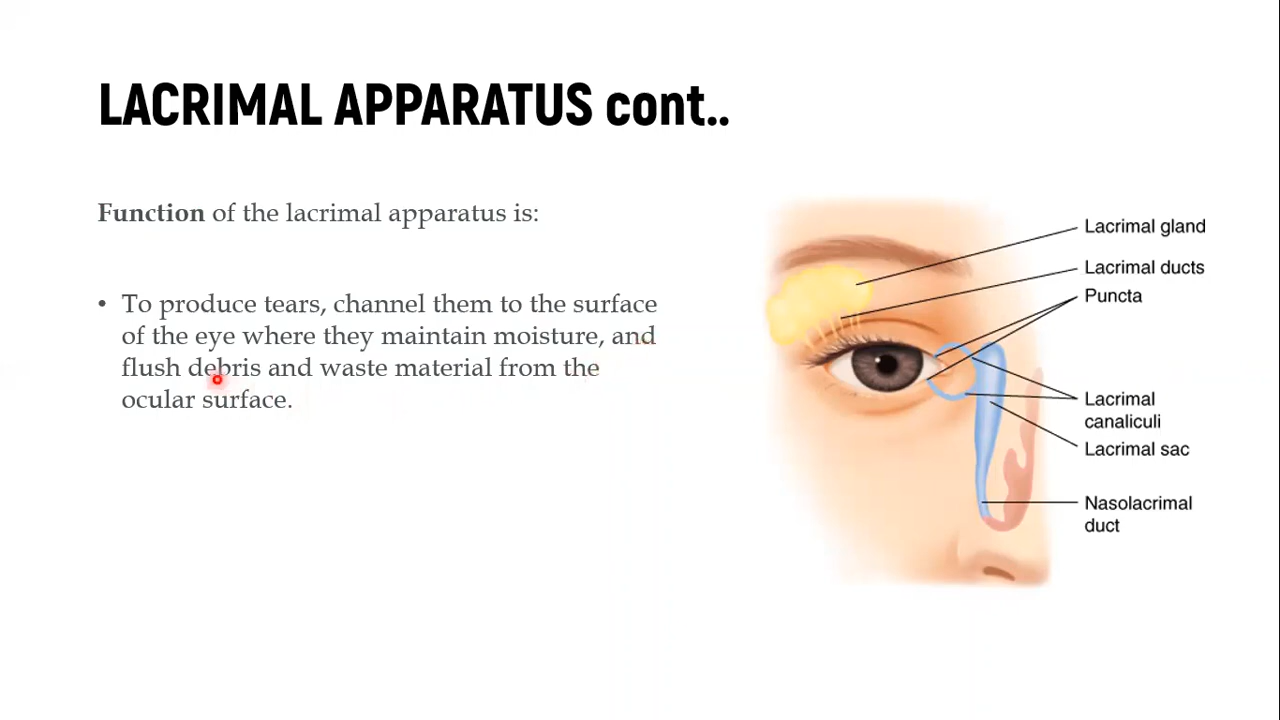 LACRIMAL APPARATUS cont..
Function of the lacrimal apparatus is:
• To produce tears, channel them to the surface
of the eye where they maintain moisture, and
flush debris and waste material from the
ocular surface.
Lacrimal gland
Lacrimal ducts
Puncta
Lacrimal
canaliculi
Lacrimal sac
Nasolacrimal
duct